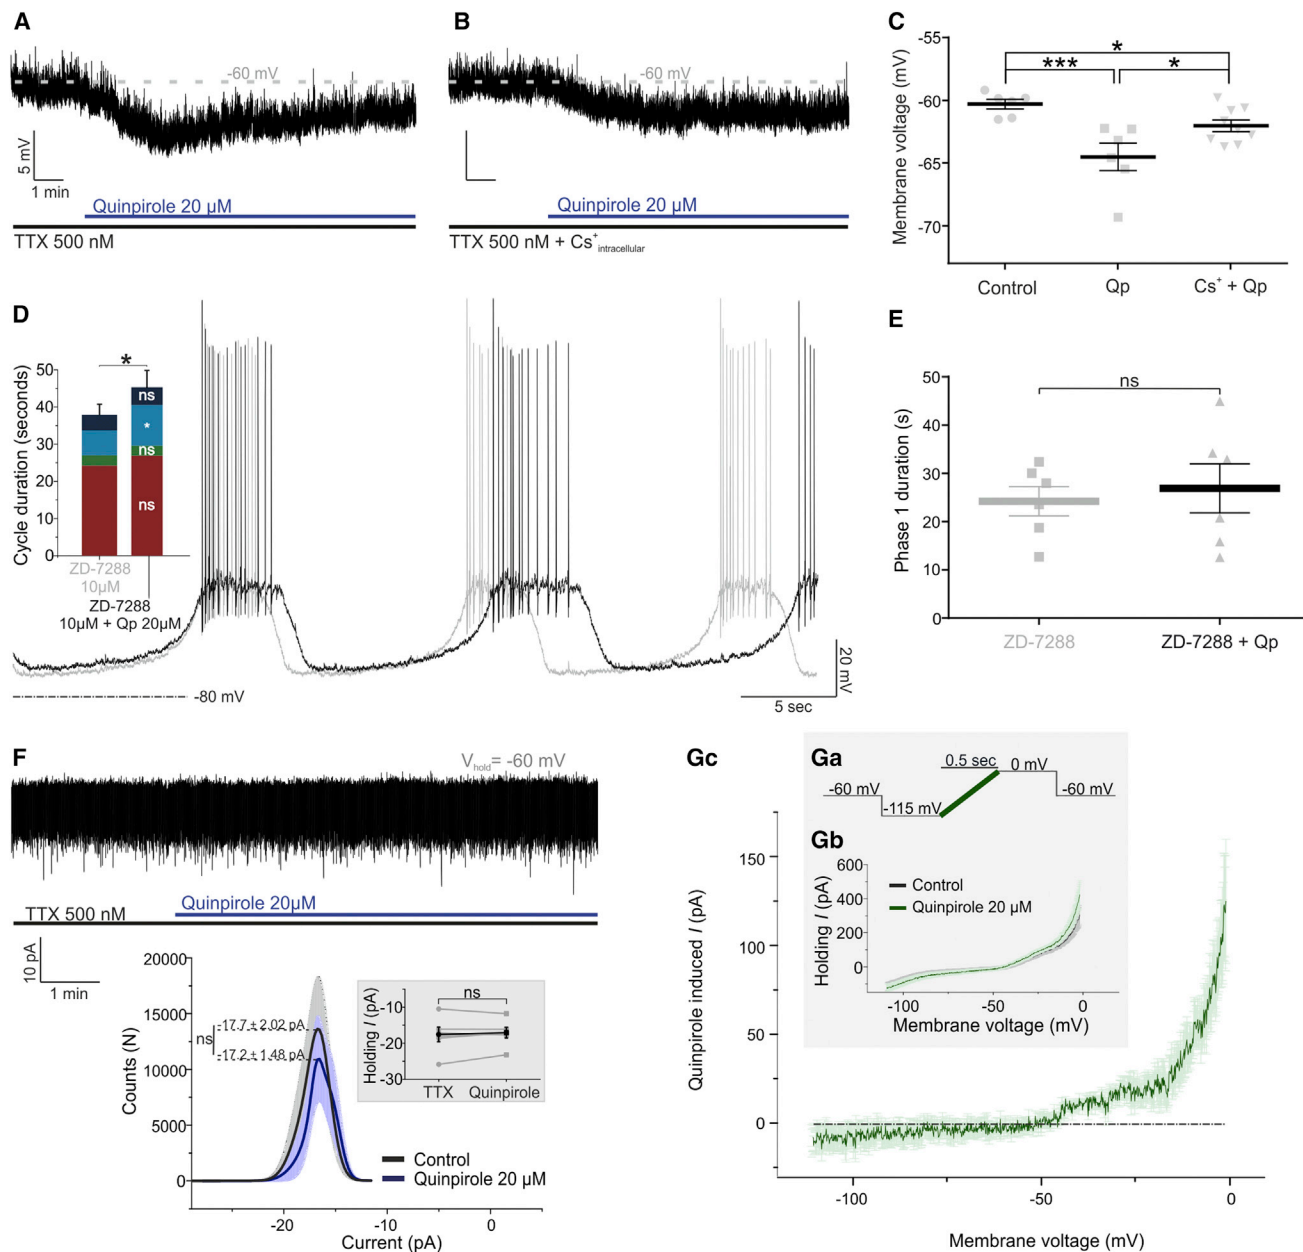 A
-60 mV
5 mV
1 min
Quinpirole 20 µM
TTX 500 nM
B
-60 mV
Quinpirole 20 µM
TTX 500 nM + Cs⁺ intracellular
C
Membrane voltage (mV)
-55
-60
-65
-70
*
*** *
Control Qp Cs⁺ + Qp
D
Cycle duration (seconds)
50
40
30
20
10
0
*
ns
*
ns
ns
ZD-7288
10µM
ZD-7288
10µM + Qp 20µM
-80 mV
20 mV
5 sec
E
Phase 1 duration (s)
50
40
30
20
10
0
ns
ZD-7288 ZD-7288 + Qp
F
Vhold= -60 mV
Quinpirole 20µM
TTX 500 nM
10 pA
1 min
Counts (N)
20000
15000
10000
5000
0
ns
-17.7 ± 2.02 pA
-17.2 ± 1.48 pA
Holding I (pA)
-10
-20
-30
ns
TTX Quinpirole
Control
Quinpirole 20 µM
-20 -10 0
Current (pA)
Gc
Ga
0.5 sec
0 mV
-60 mV
-115 mV
-60 mV
Gb
Holding I (pA)
600
400
200
0
Control
Quinpirole 20 µM
-100 -50 0
Membrane voltage (mV)
Quinpirole induced I (pA)
150
100
50
0
-100 -50 0
Membrane voltage (mV)